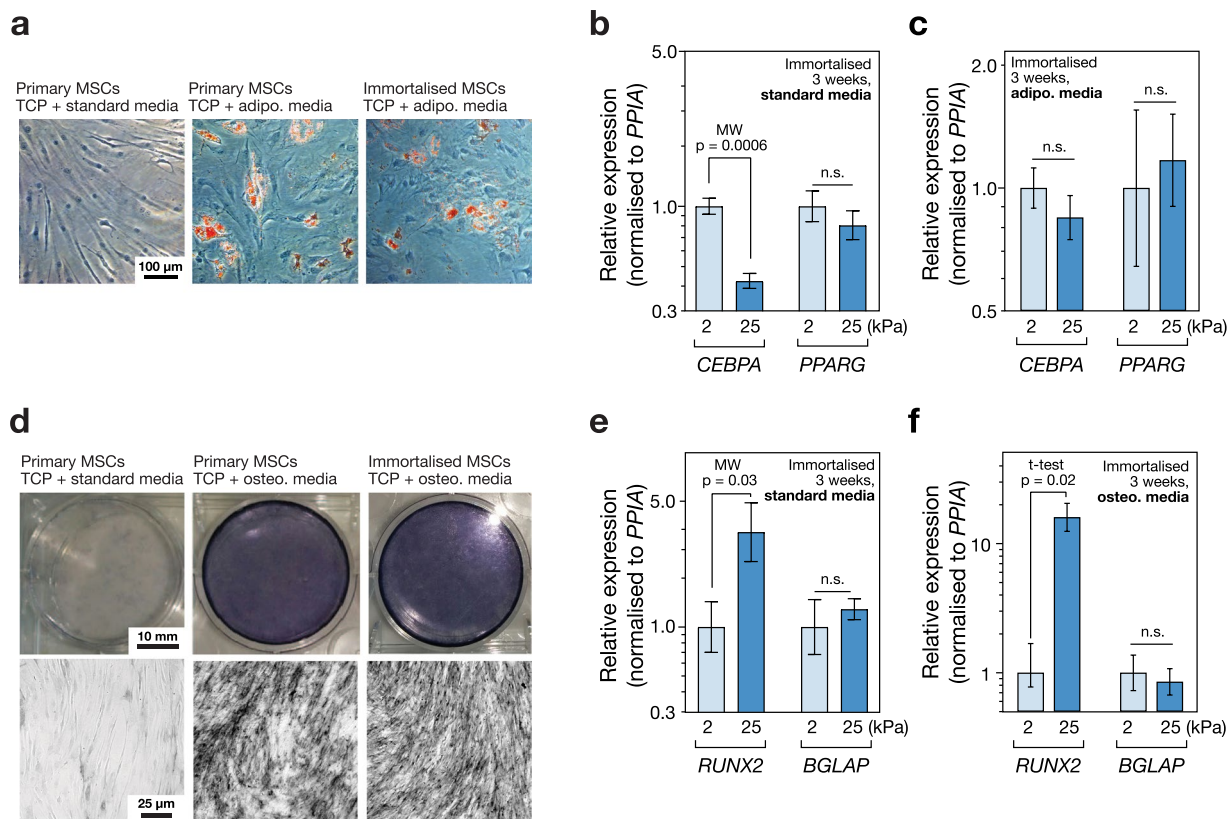 a
Primary MSCs
TCP + standard media
Primary MSCs
TCP + adipo. media
Immortalised MSCs
TCP + adipo. media
100 µm
b
Relative expression
(normalised to PPIA)
5.0
1.0
0.3
Immortalised
3 weeks,
standard media
MW
p = 0.0006
n.s.
2 25 2 25 (kPa)
CEBPA PPARG
c
Relative expression
(normalised to PPIA)
2.0
1.0
0.5
Immortalised
3 weeks,
adipo. media
n.s.
n.s.
2 25 2 25 (kPa)
CEBPA PPARG
d
Primary MSCs
TCP + standard media
Primary MSCs
TCP + osteo. media
Immortalised MSCs
TCP + osteo. media
10 mm
25 µm
e
Relative expression
(normalised to PPIA)
5.0
1.0
0.3
MW
p = 0.03
Immortalised
3 weeks,
standard media
n.s.
2 25 2 25 (kPa)
RUNX2 BGLAP
f
Relative expression
(normalised to PPIA)
10
1
t-test
p = 0.02
Immortalised
3 weeks,
osteo. media
n.s.
2 25 2 25 (kPa)
RUNX2 BGLAP